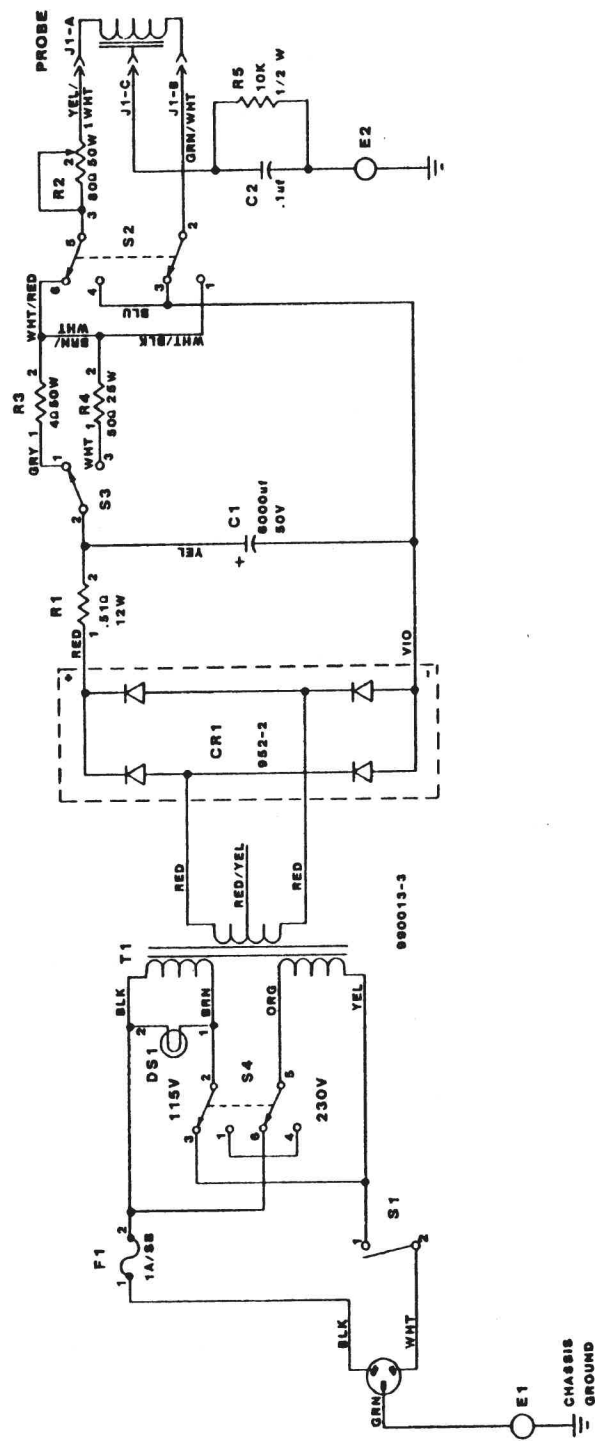 GRN
BLK
WHT
E1
CHASSIS
GROUND
F1
1
2
1A/SB
S1
1
2
115V
3
2
1
S4
6
5
4
230V
DS1
2
1
BLK
BRN
ORG
YEL
T1
990013-3
RED
RED/YEL
RED
CR1
952-2
+
-
RED
VIO
R1
1
2
.51Ω
12W
YEL
+
C1
6000uf
50V
S3
2
1
3
GRY
WHT
R3
1
2
4Ω50W
R4
1
2
50Ω 25W
WHT/RED
BRN/
WHT
WHT/BLK
BLU
6
5
4
S2
3
2
1
R2
3
2
1
80Ω 50W
YEL/
WHT
GRN/WHT
J1-A
J1-C
J1-B
PROBE
C2
.1uf
R5
10K
1/2 W
E2